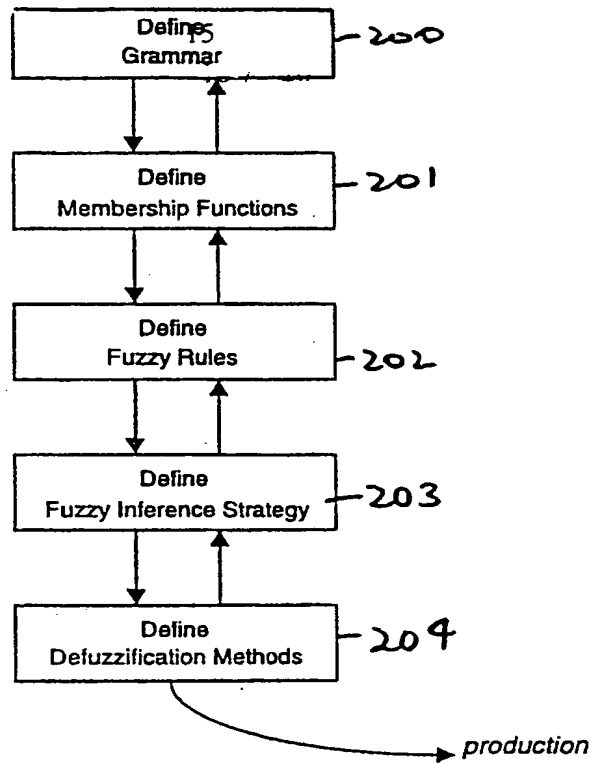 Define
15
Grammar
200
Define
Membership Functions
201
Define
Fuzzy Rules
202
Define
Fuzzy Inference Strategy
203
Define
Defuzzification Methods
204
production